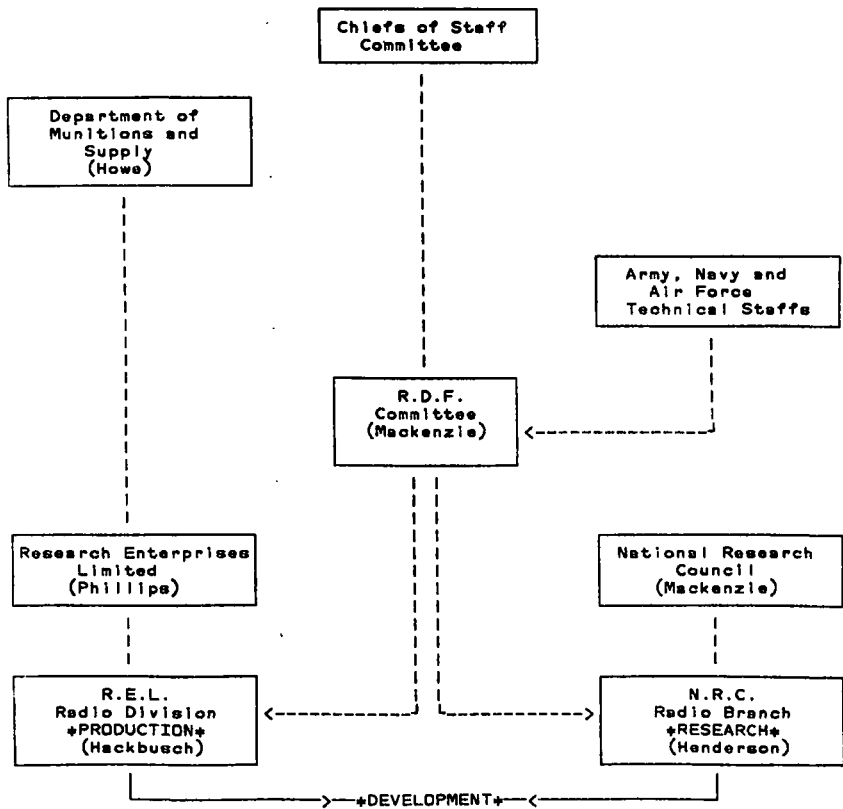 Chiefs of Staff
Committee
Department of
Munitions and
Supply
(Howe)
Army, Navy and
Air Force
Technical Staffs
R.D.F.
Committee
(Mackenzie)
Research Enterprises
Limited
(Phillips)
National Research
Council
(Mackenzie)
R.E.L.
Radio Division
*PRODUCTION*
(Hackbusch)
N.R.C.
Radio Branch
*RESEARCH*
(Henderson)
*DEVELOPMENT*